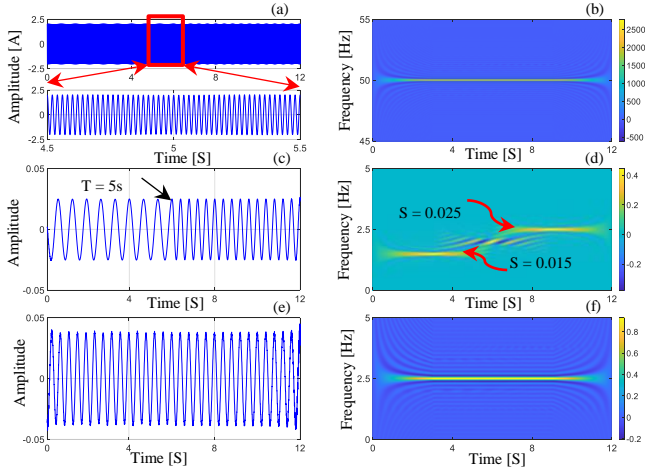 (a)
Amplitude [A]
2.5
0
-2.5
0 4 8 12
2.5
0
-2.5
4.5 5 5.5
Time [S]
(b)
Frequency [Hz]
55
50
45
0 4 8 12
2500
2000
1500
1000
500
0
-500
(c)
Amplitude
0.05
0
-0.05
T = 5s
0 4 8 12
Time [S]
(d)
Frequency [Hz]
5
2.5
0
S = 0.025
S = 0.015
0 4 8 12
Time [S]
0.4
0.2
0
-0.2
(e)
Amplitude
0.05
0
0.05
0 4 8 12
Time [S]
(f)
Frequency [Hz]
5
2.5
0
0 4 8 12
Time [S]
0.8
0.6
0.4
0.2
0
-0.2